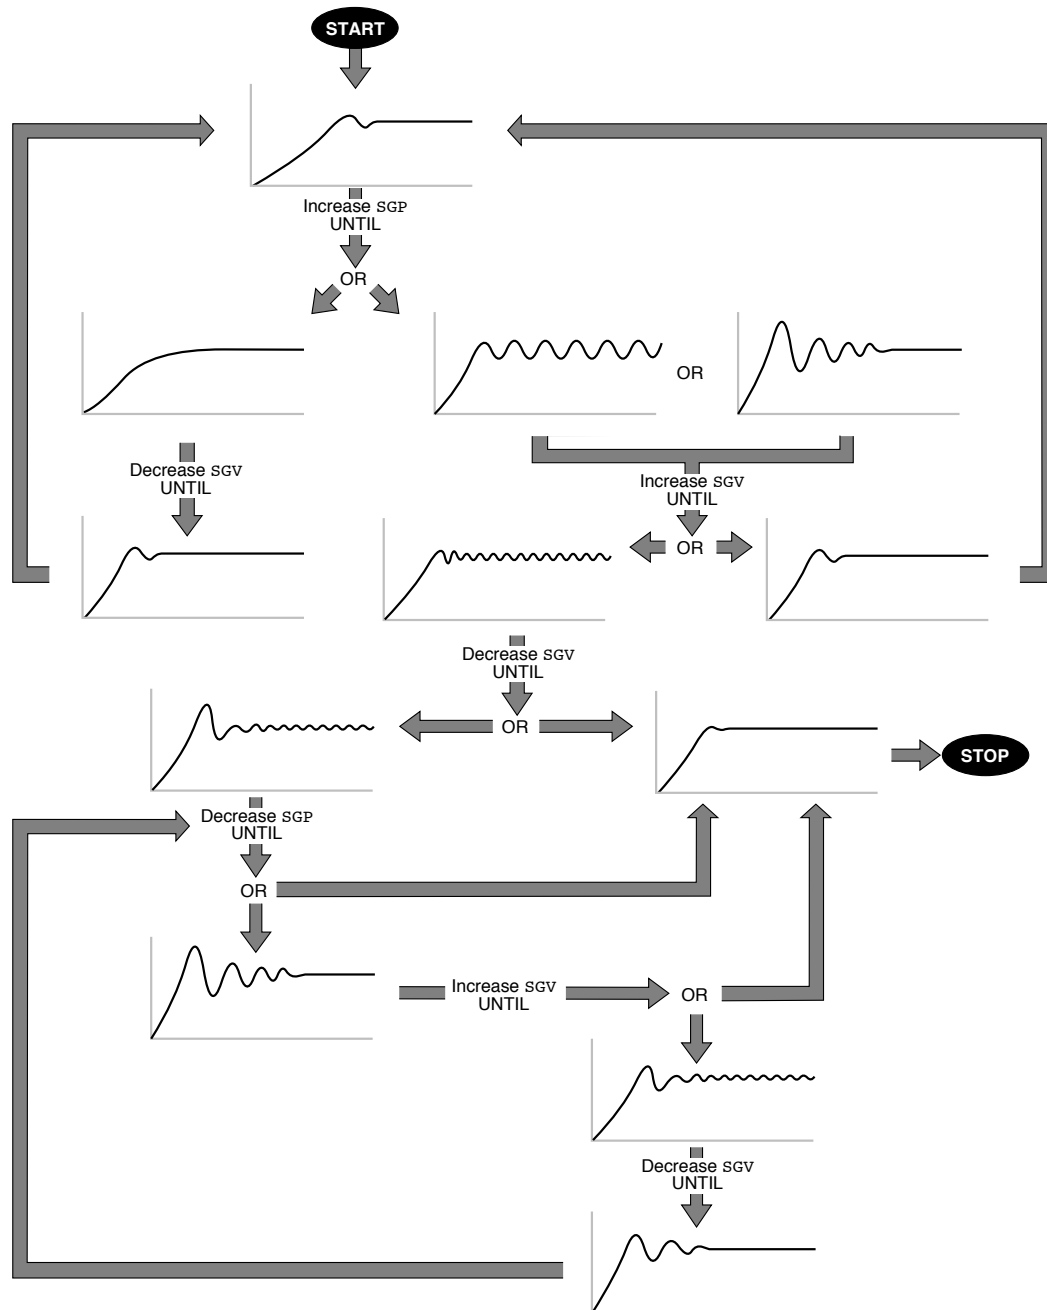 START
Increase SGP
UNTIL
OR
OR
Decrease SGV
UNTIL
Increase SGV
UNTIL
OR
Decrease SGV
UNTIL
OR
STOP
Decrease SGP
UNTIL
OR
Increase SGV
UNTIL
OR
Decrease SGV
UNTIL